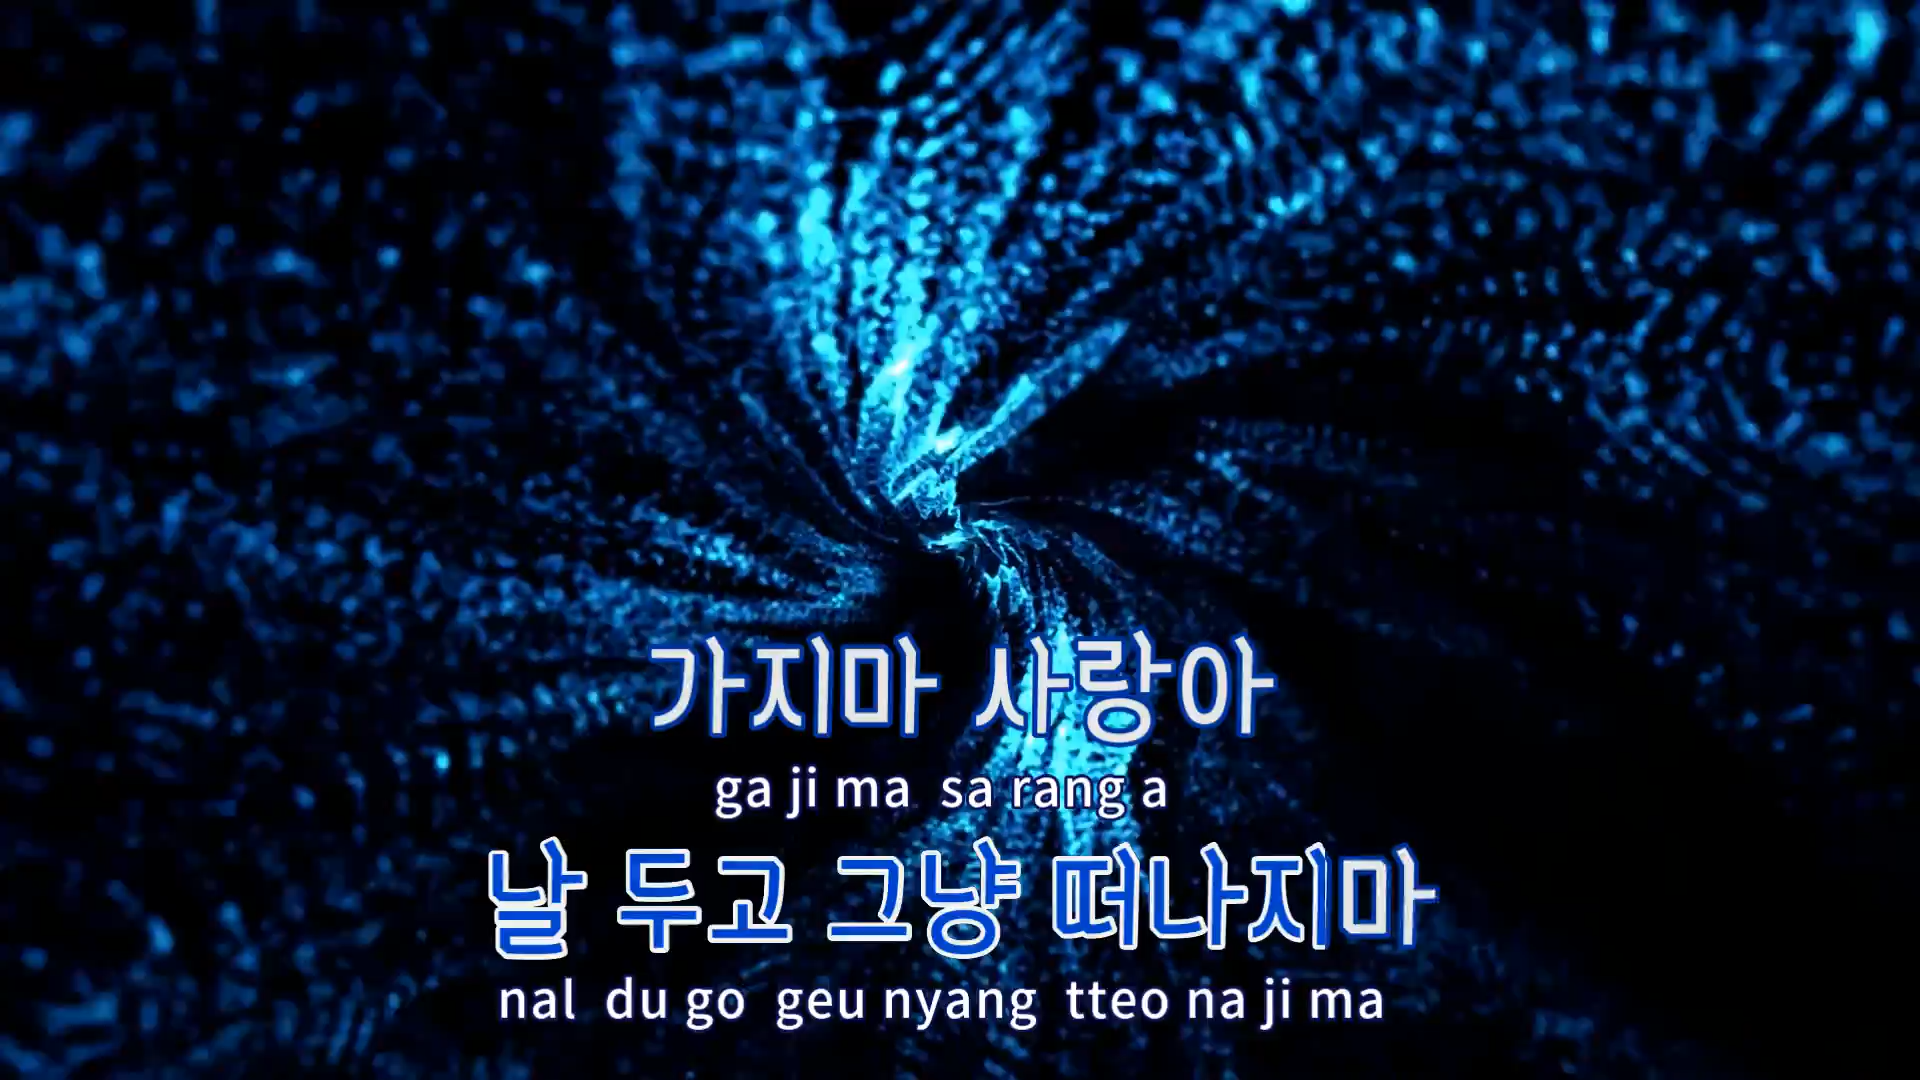 가지마 사랑아
ga ji ma sa rang a
날 두고 그냥 떠나지마
nal du go geu nyang tteo na ji ma